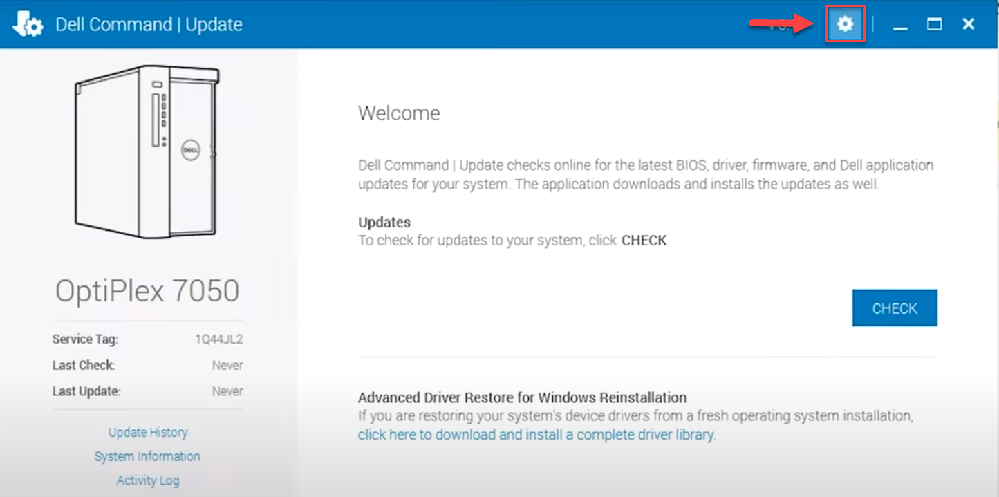 Dell Command | Update
DELL
OptiPlex 7050
Service Tag: 1Q44JL2
Last Check: Never
Last Update: Never
Update History
System Information
Activity Log
Welcome
Dell Command | Update checks online for the latest BIOS, driver, firmware, and Dell application
updates for your system. The application downloads and installs the updates as well.
Updates
To check for updates to your system, click CHECK.
CHECK
Advanced Driver Restore for Windows Reinstallation
If you are restoring your system's device drivers from a fresh operating system installation,
click here to download and install a complete driver library.